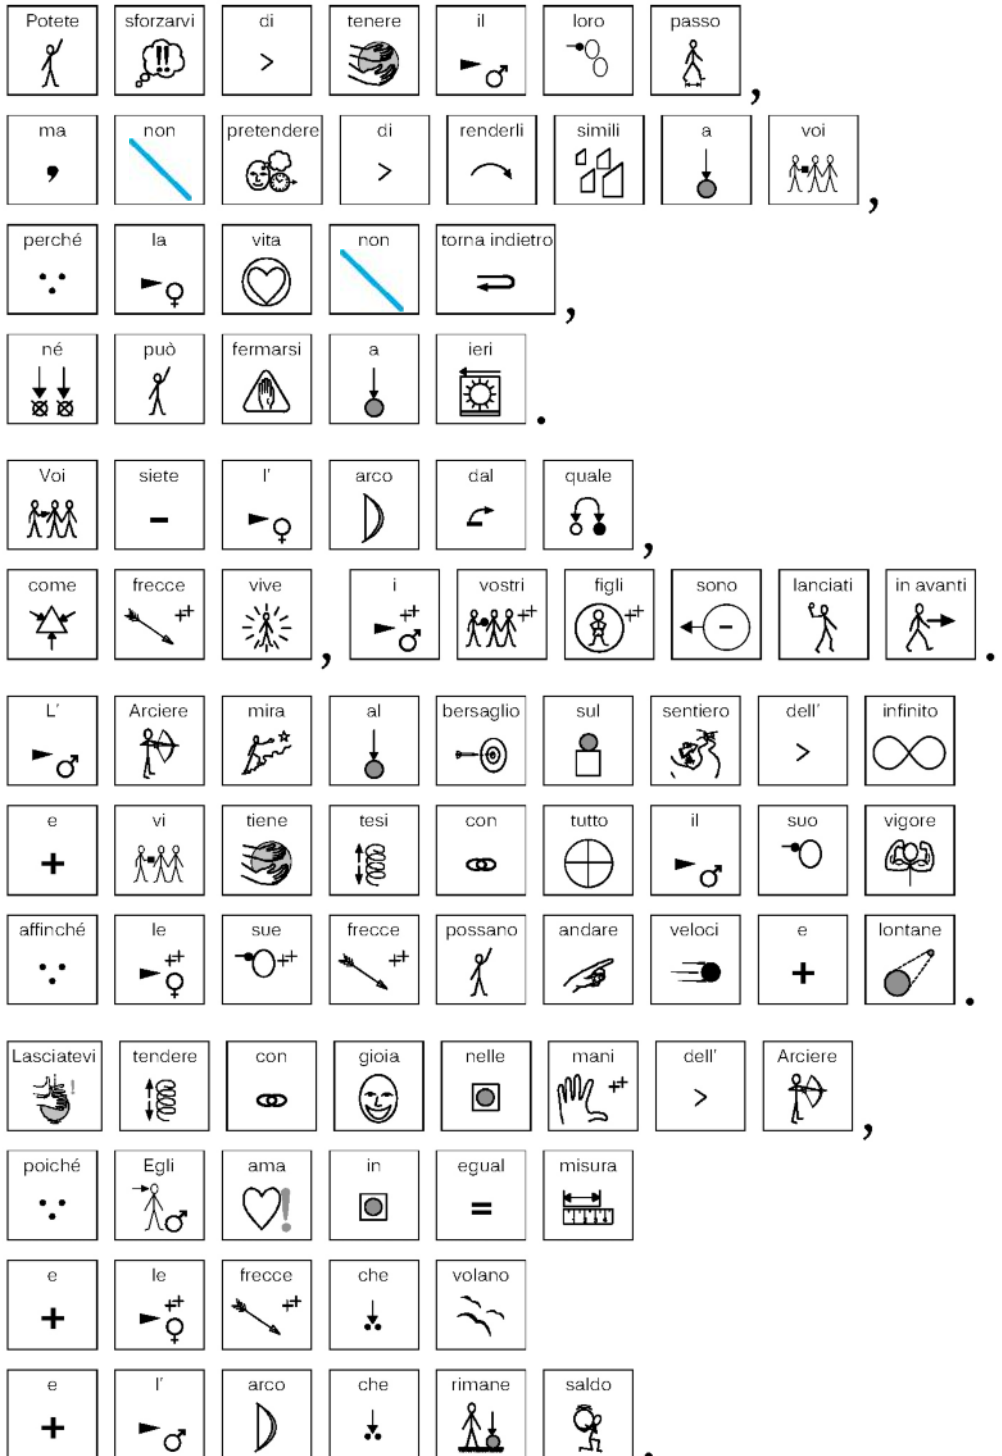 Potete sforzarvi di tenere il loro passo,
ma non pretendere di renderli simili a voi,
perché la vita non torna indietro,
né può fermarsi a ieri.
Voi siete l' arco dal quale,
come frecce vive, i vostri figli sono lanciati in avanti.
L' Arciere mira al bersaglio sul sentiero dell' infinito
e vi tiene tesi con tutto il suo vigore
affinché le sue frecce possano andare veloci e lontane.
Lasciatevi tendere con gioia nelle mani dell' Arciere,
poiché Egli ama in egual misura
e le frecce che volano
e l' arco che rimane saldo.